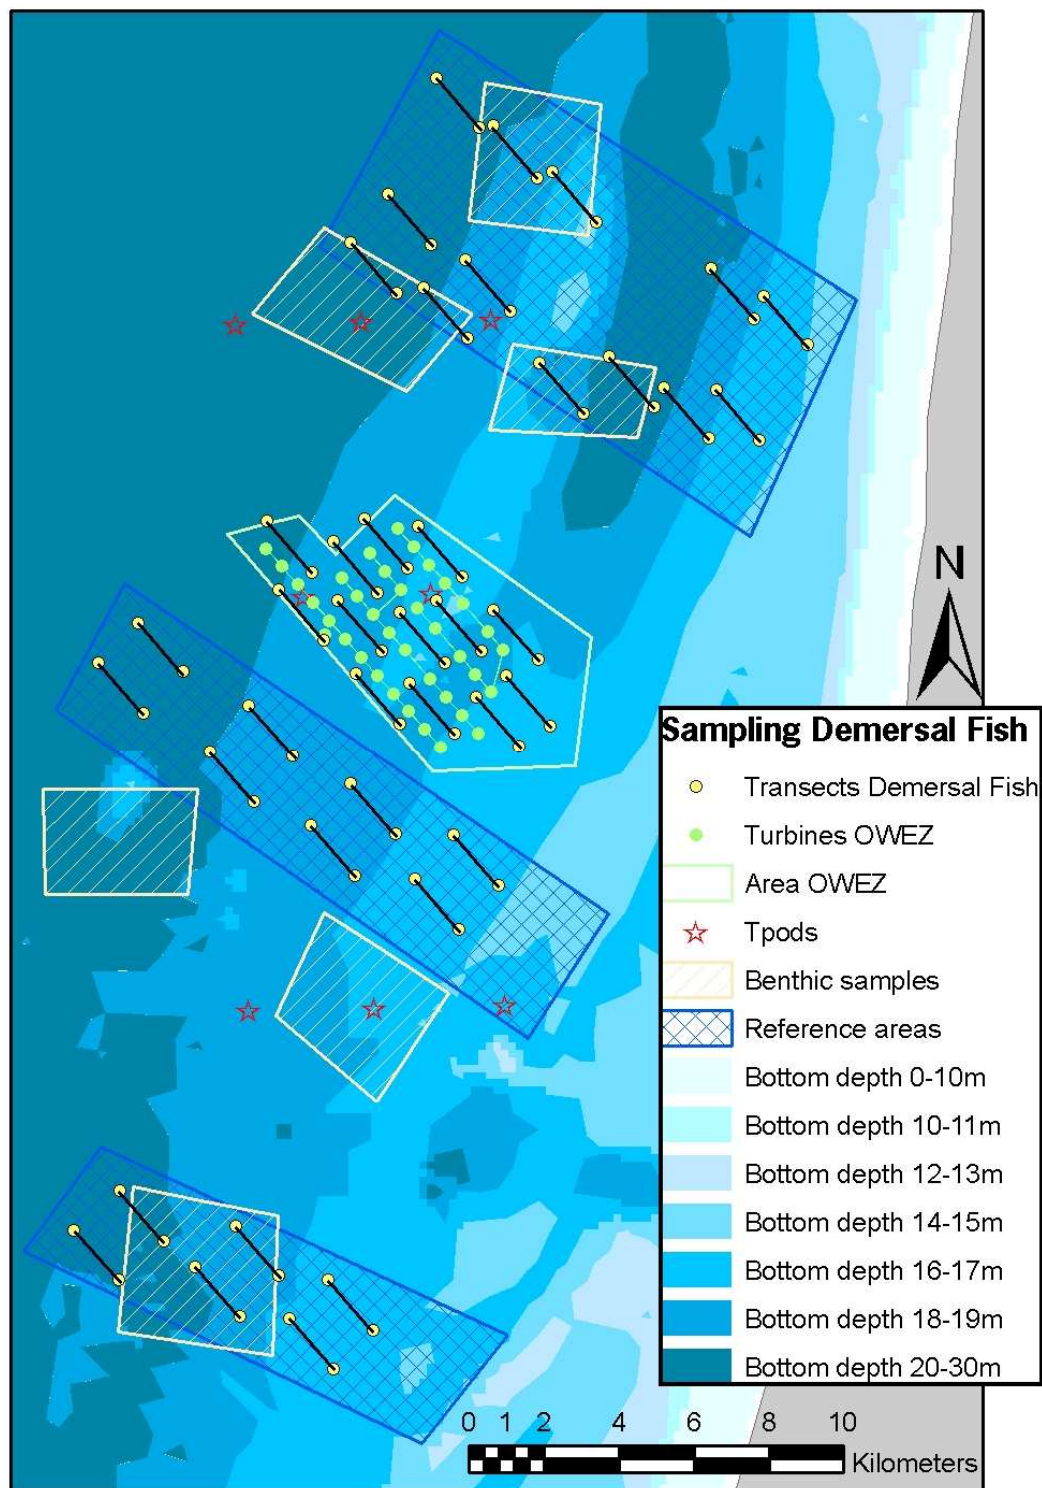 N
Sampling Demersal Fish
Transects Demersal Fish
Turbines OWEZ
Area OWEZ
Tpods
Benthic samples
Reference areas
Bottom depth 0-10m
Bottom depth 10-11m
Bottom depth 12-13m
Bottom depth 14-15m
Bottom depth 16-17m
Bottom depth 18-19m
Bottom depth 20-30m
0 1 2 4 6 8 10
Kilometers